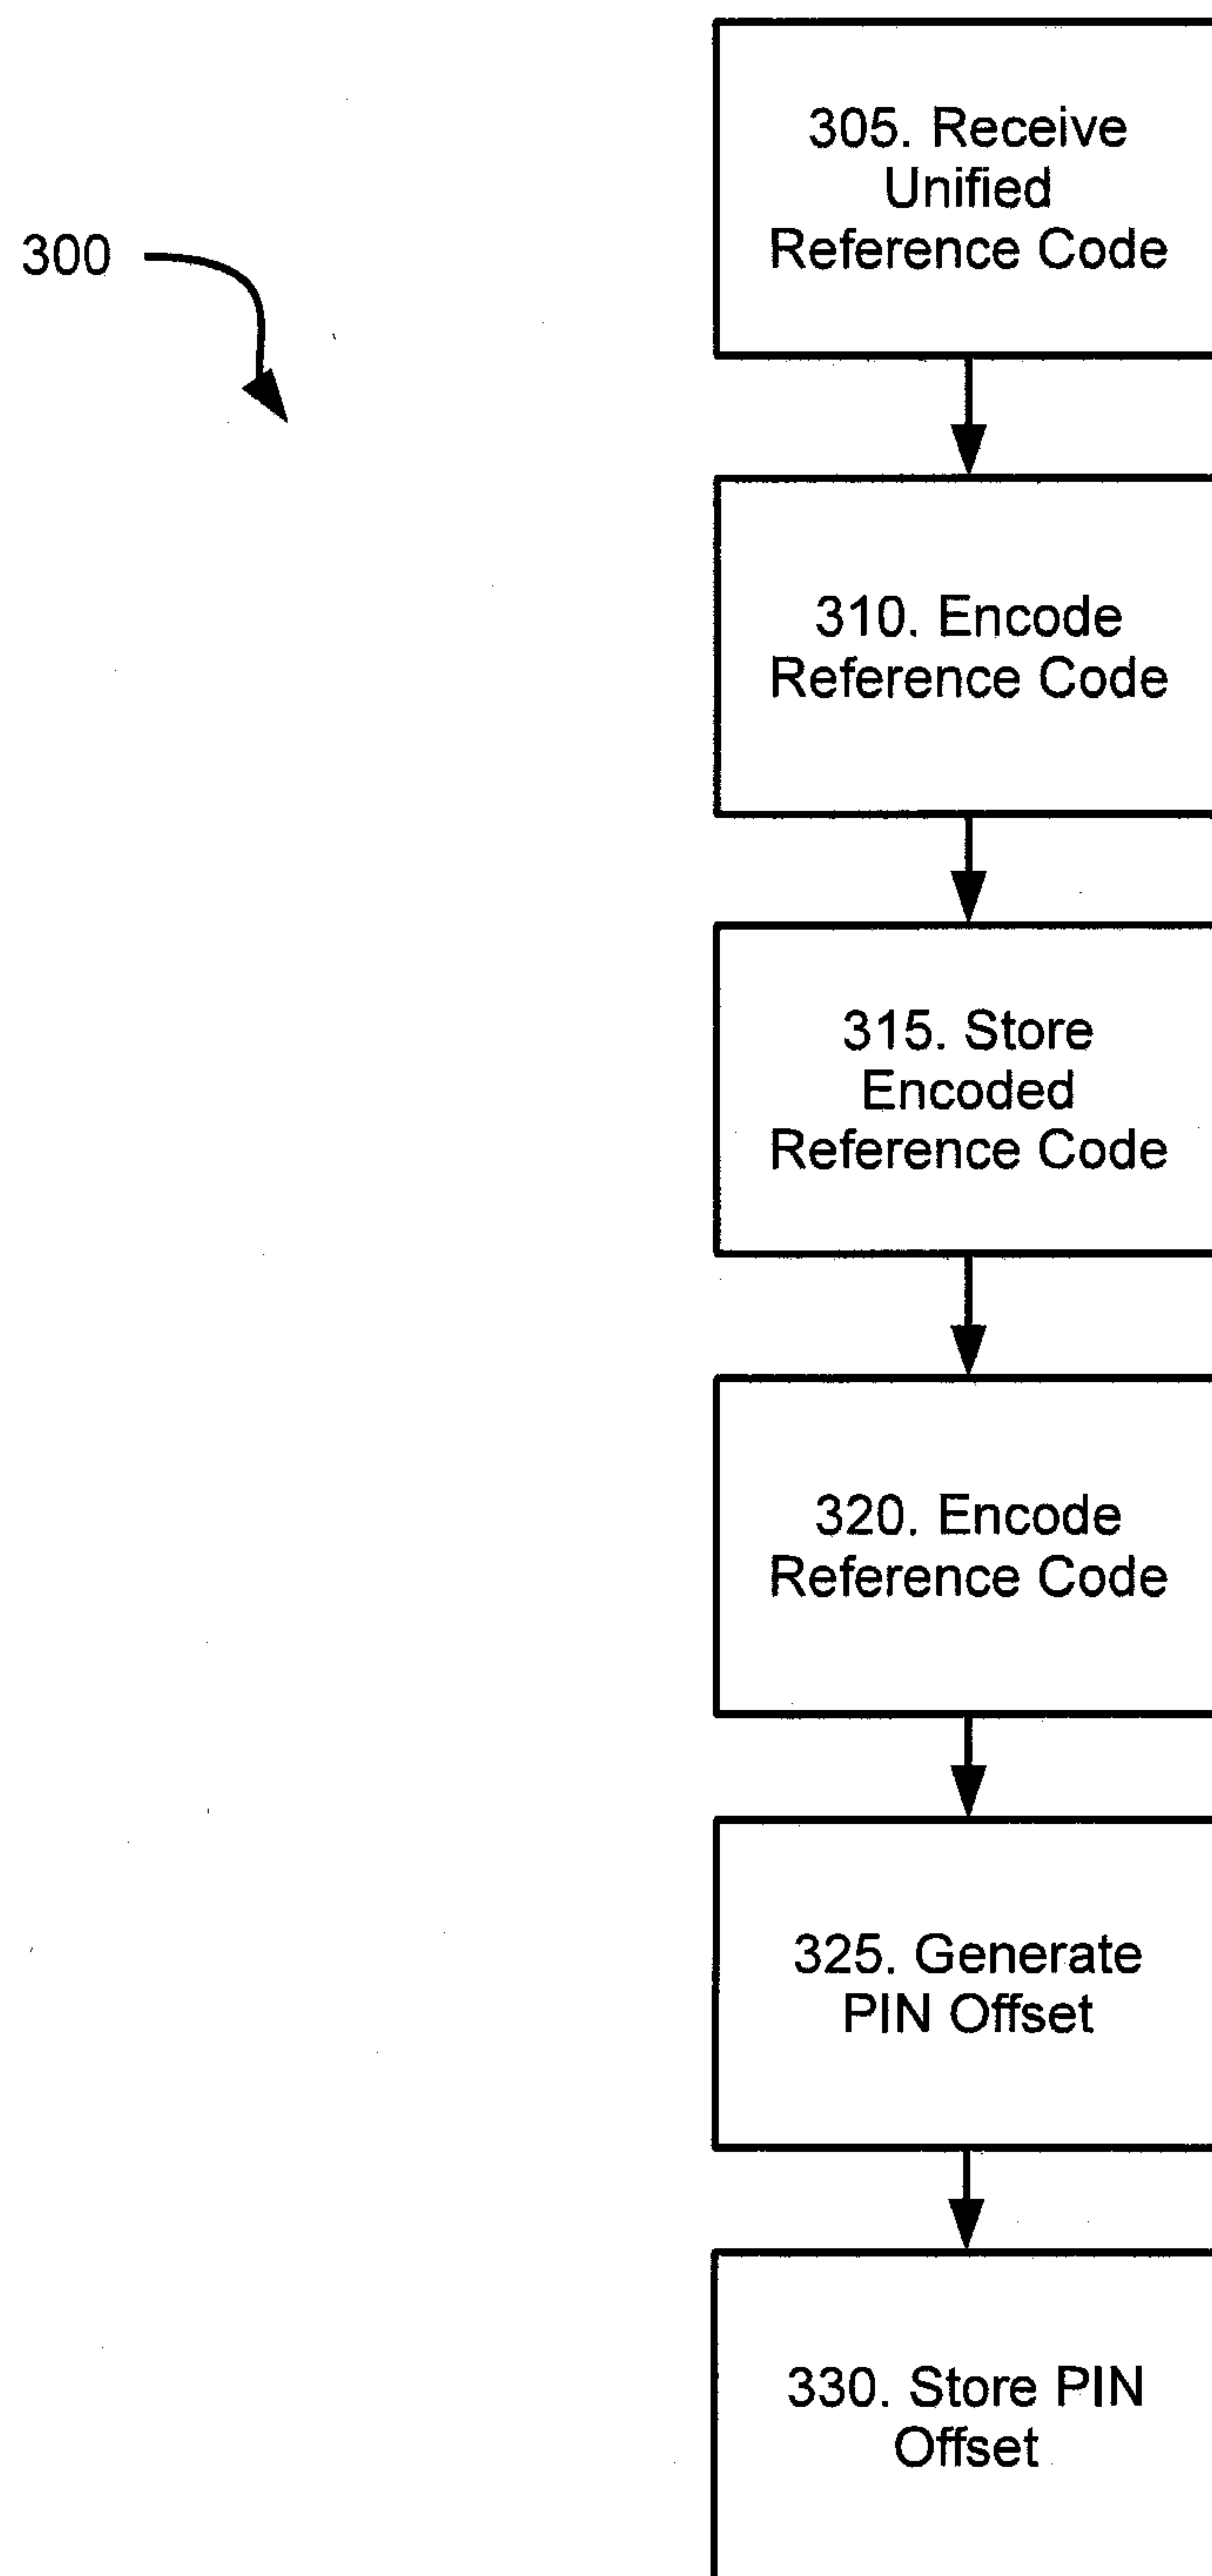 305. Receive
Unified
Reference Code
300
310. Encode
Reference Code
315. Store
Encoded
Reference Code
320. Encode
Reference Code
325. Generate
PIN Offset
330. Store PIN
Offset